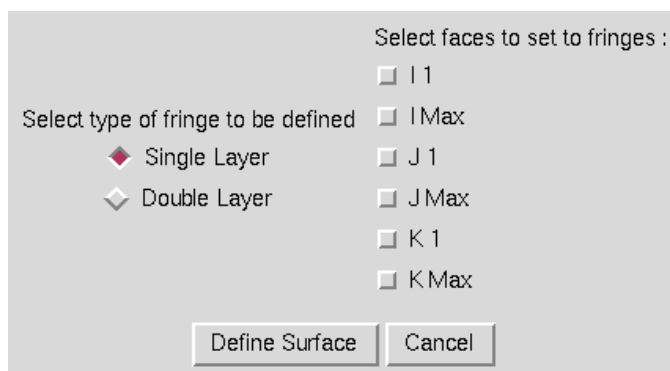 Select faces to set to fringes :
I 1
I Max
Select type of fringe to be defined
Single Layer
J 1
Double Layer
J Max
K 1
K Max
Define Surface
Cancel